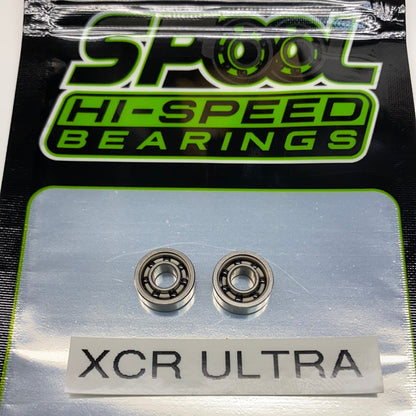 SPOOL
HI-SPEED
BEARINGS
XCR ULTRA